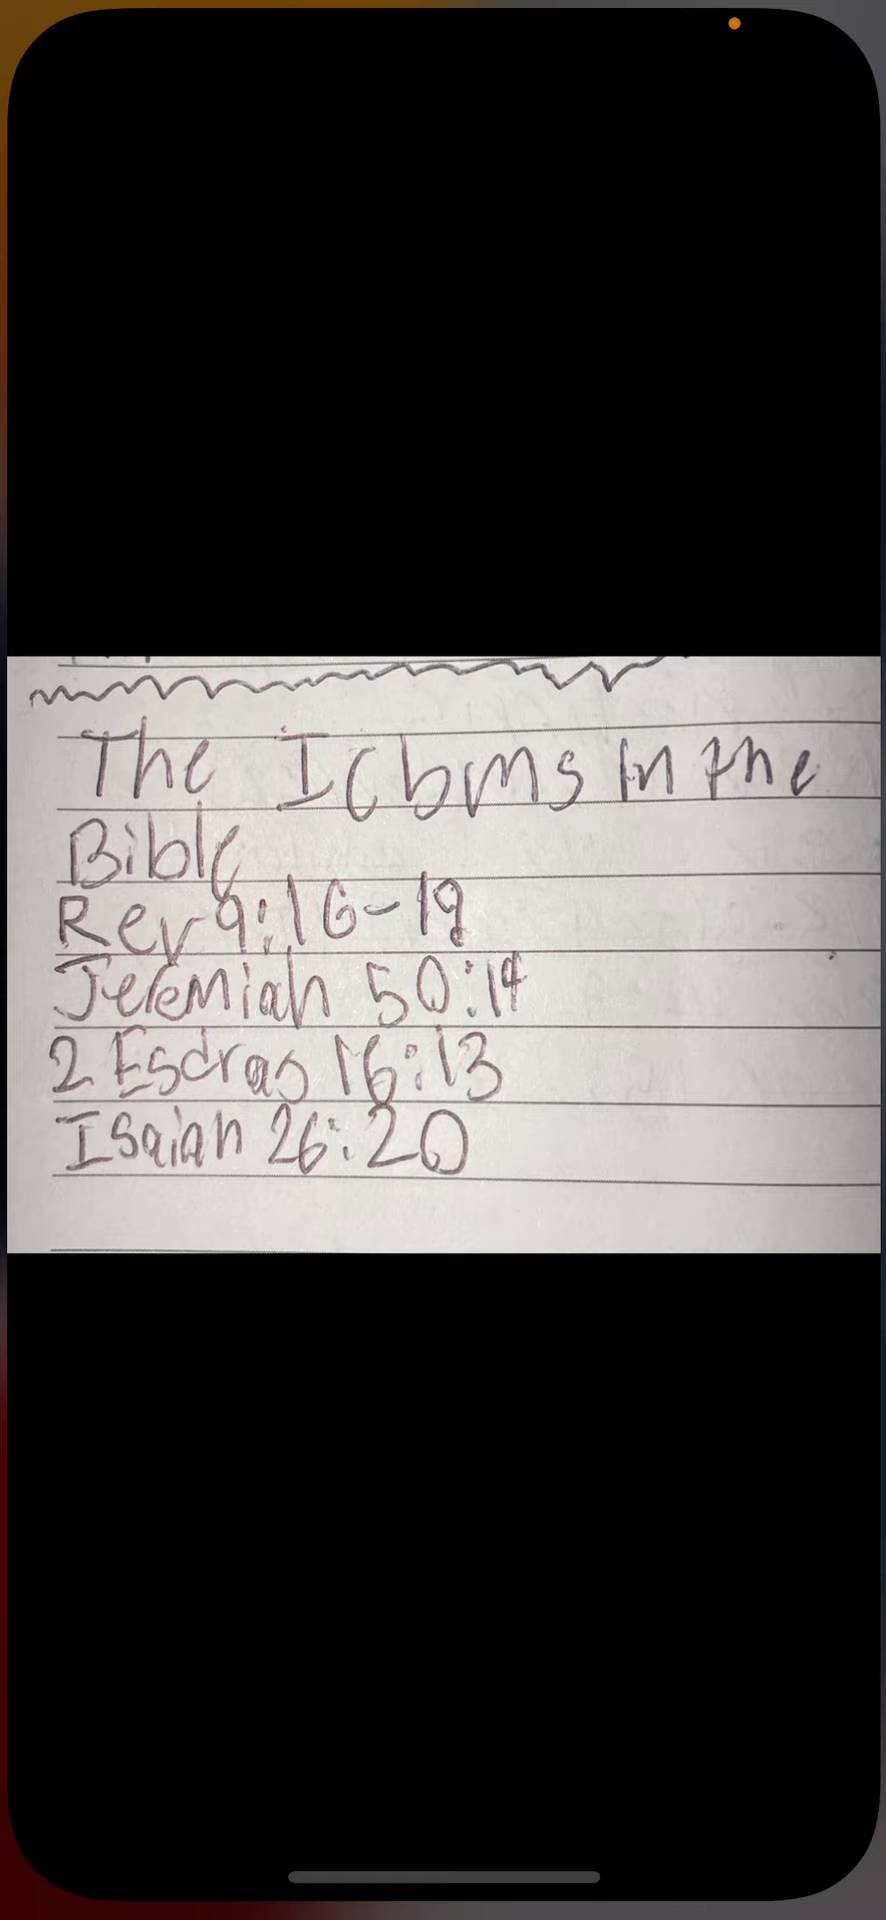 The Icbms in the
Bible
Rev 9:16-19
Jeremiah 50:14
2 Esdras 16:13
Isaiah 26:20